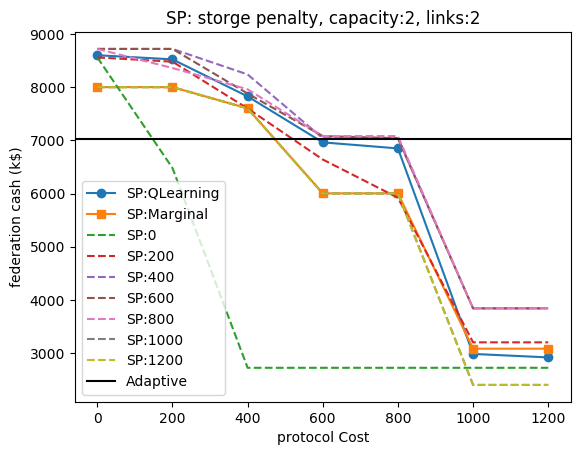 SP: storge penalty, capacity:2, links:2
federation cash (k$)
9000
8000
7000
6000
5000
4000
3000
SP:QLearning
SP:Marginal
SP:0
SP:200
SP:400
SP:600
SP:800
SP:1000
SP:1200
Adaptive
0 200 400 600 800 1000 1200
protocol Cost